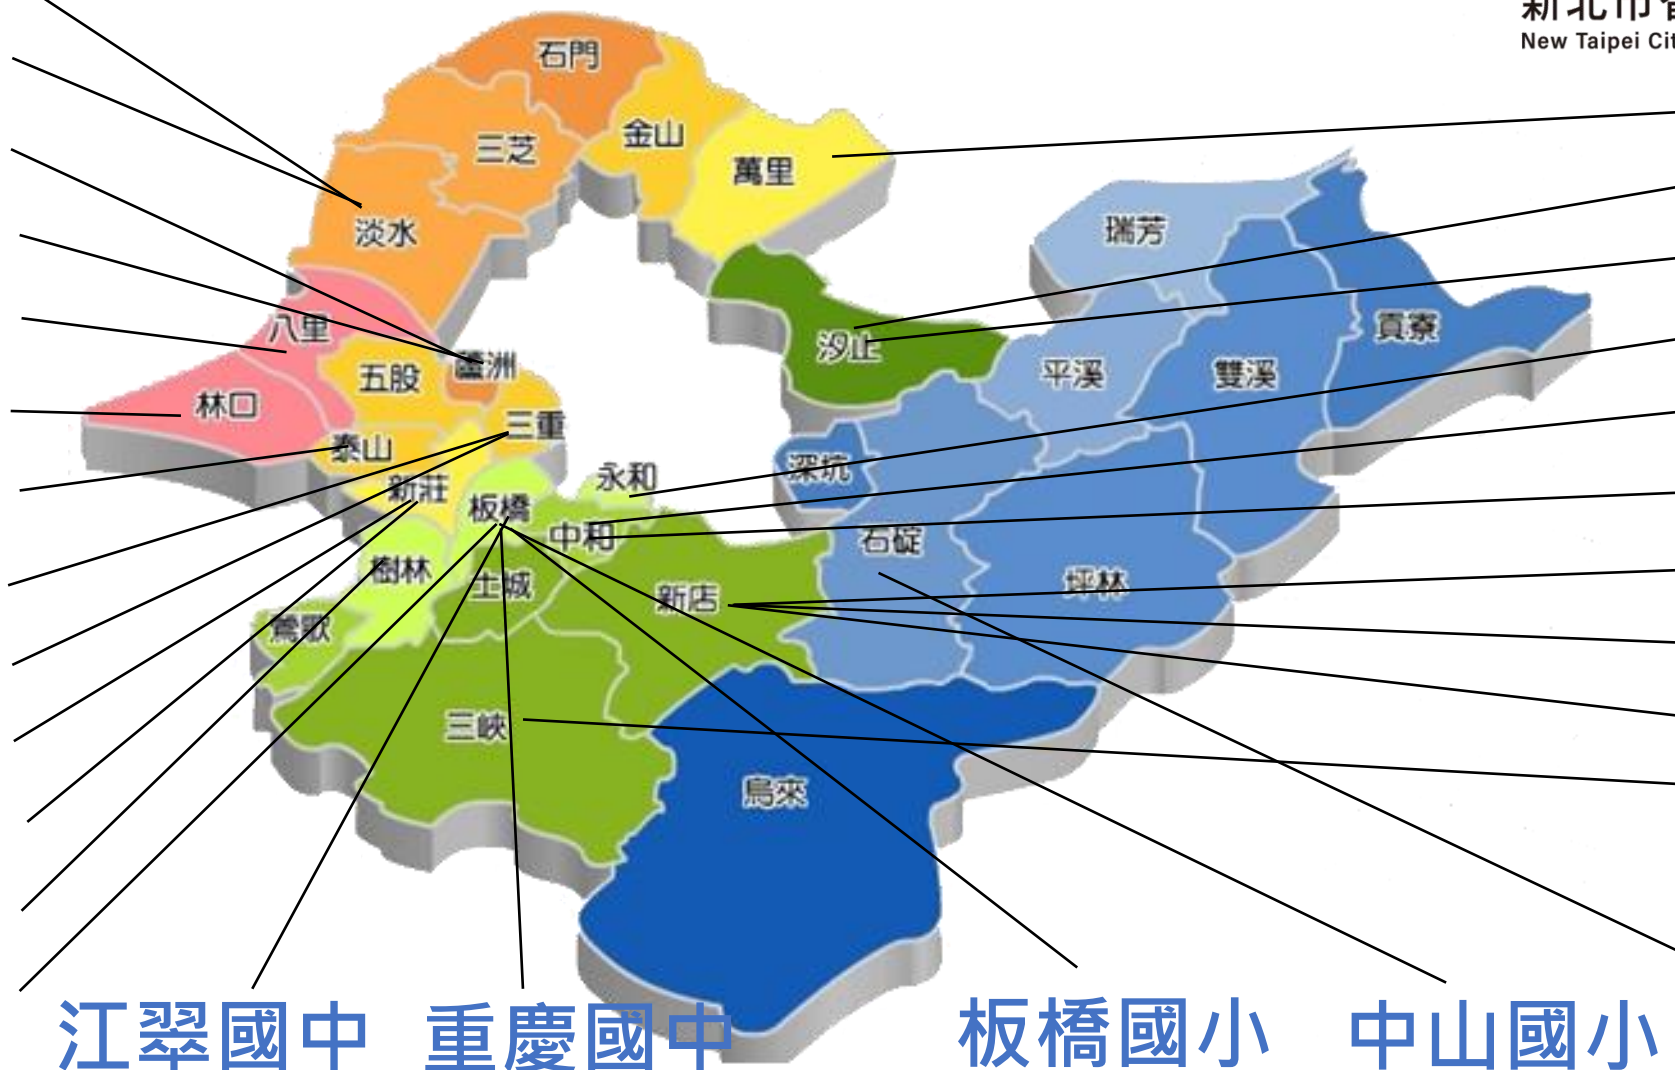 新北市
New Taipei Cit
石門
金山
三芝
萬里
淡水
瑞芳
八里
貢寮
汐止
蘆洲
五股
平溪
雙溪
林口
三重
泰山
深坑
永和
新莊
板橋
中和
石碇
樹林
土城
坪林
新店
鶯歌
三峽
烏來
江翠國中 重慶國中 板橋國小 中山國小